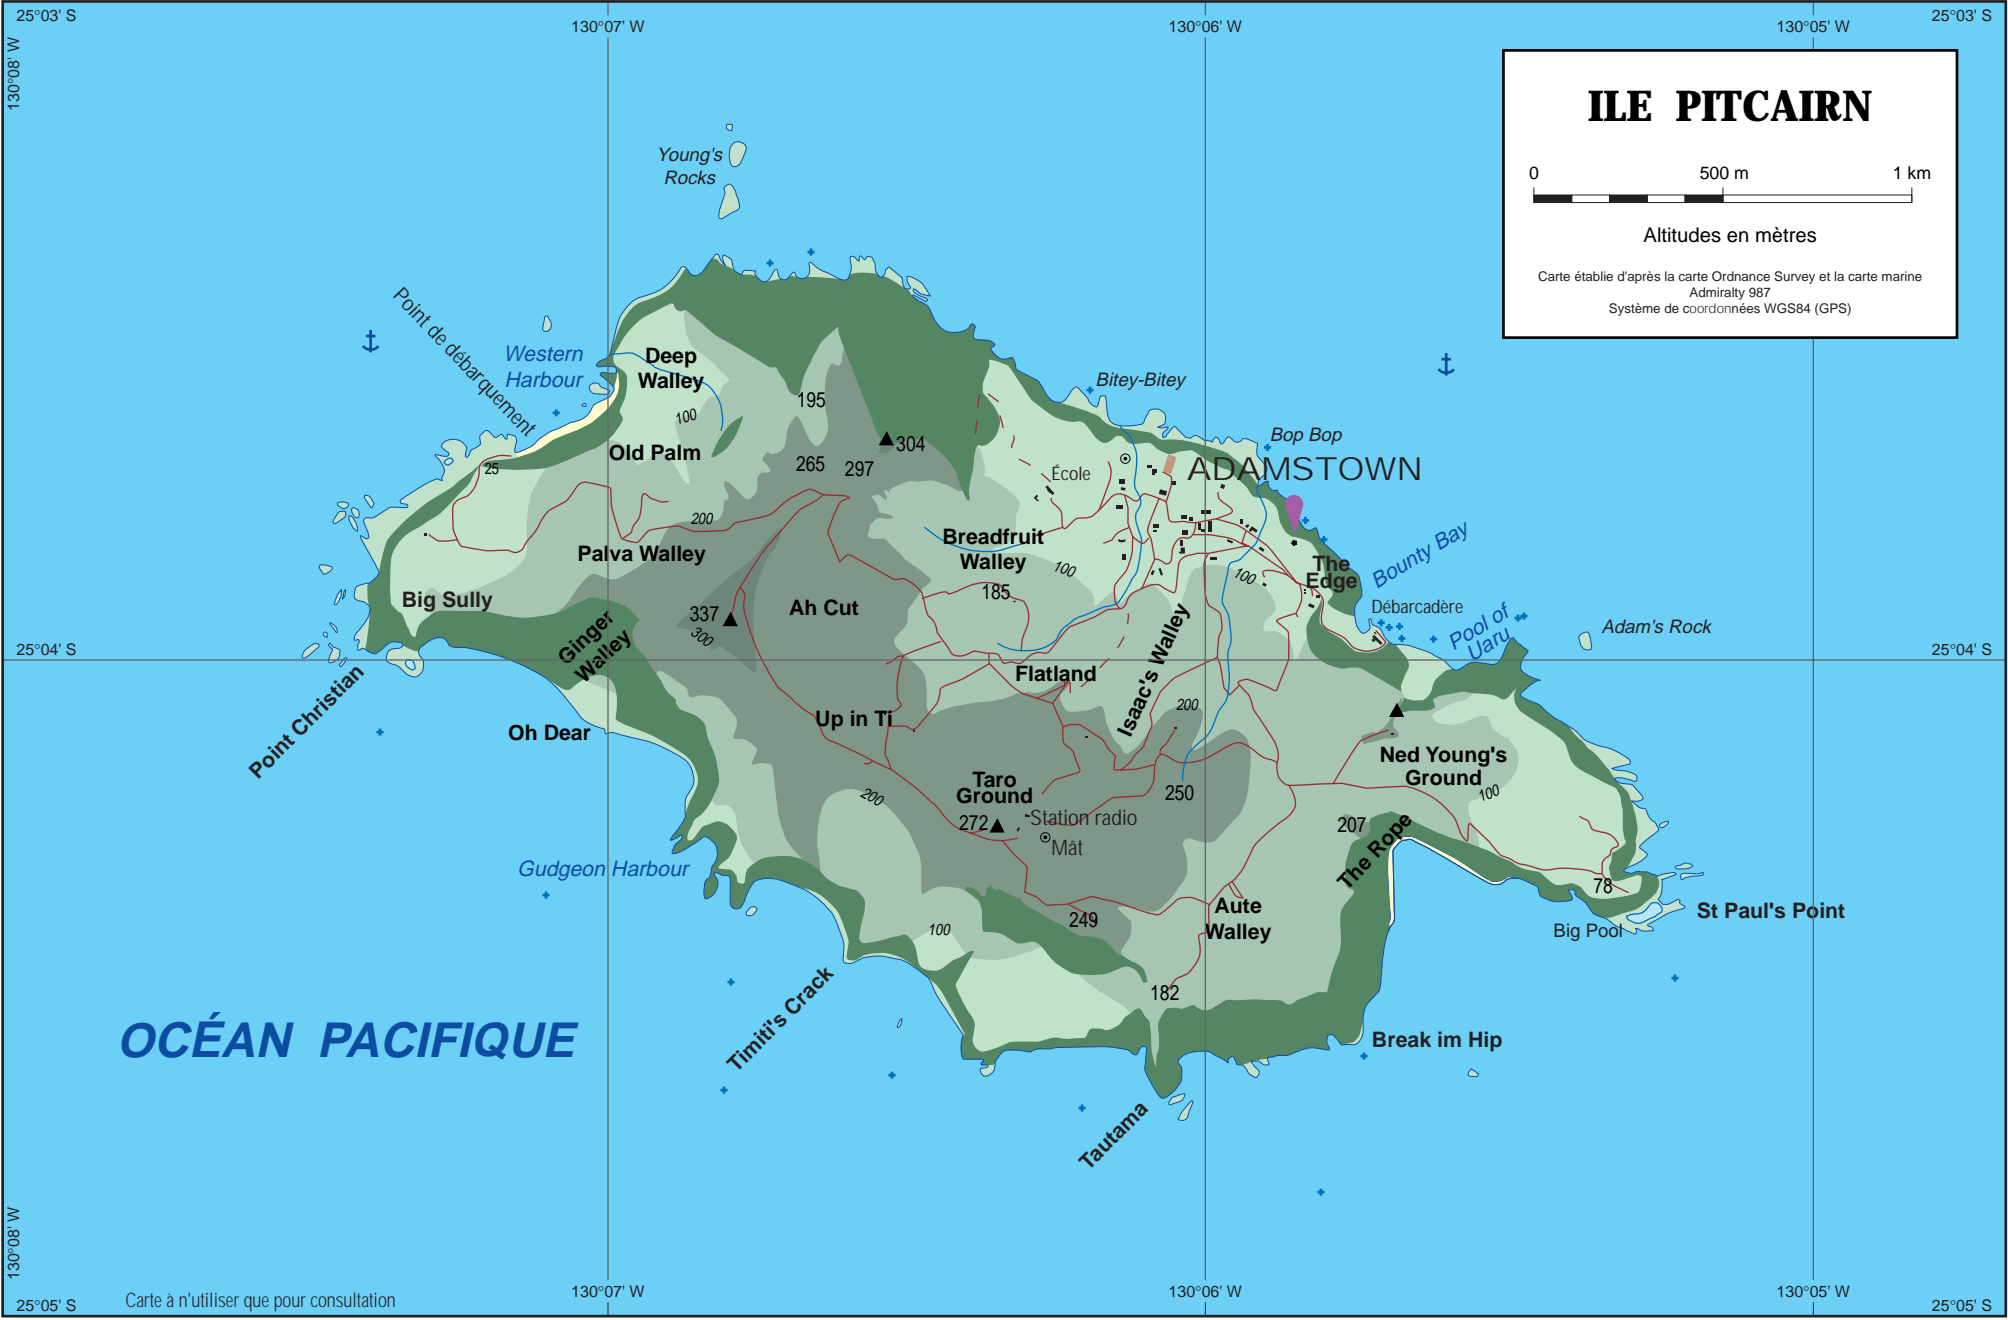 25°03' S
130°07' W
130°06' W
130°05' W
25°03' S
130°08' W
ILE PITCAIRN
0
500 m
1 km
Altitudes en mètres
Carte établie d'après la carte Ordnance Survey et la carte marine
Admiralty 987
Système de coordonnées WGS84 (GPS)
Young's
Rocks
Point de débarquement
Western
Harbour
Deep
Walley
100
195
304
Old Palm
265
297
25
Bitey-Bitey
Bop Bop
École
ADAMSTOWN
200
Palva Walley
Breadfruit
Walley
100
100
The
Edge
Bounty Bay
185
Big Sully
337
300
Ah Cut
Ginger
Walley
Débarcadère
Pool of
Uaru
Adam's Rock
25°04' S
25°04' S
Flatland
Isaac's Walley
200
Point Christian
Oh Dear
Up in Ti
Ned Young's
Ground
100
Taro
Ground
250
200
272
Station radio
Mât
207
The Rope
Gudgeon Harbour
78
St Paul's Point
Big Pool
Aute
Walley
249
100
182
Timiti's Crack
OCÉAN PACIFIQUE
Break im Hip
Tautama
130°08' W
25°05' S
Carte à n'utiliser que pour consultation
130°07' W
130°06' W
130°05' W
25°05' S